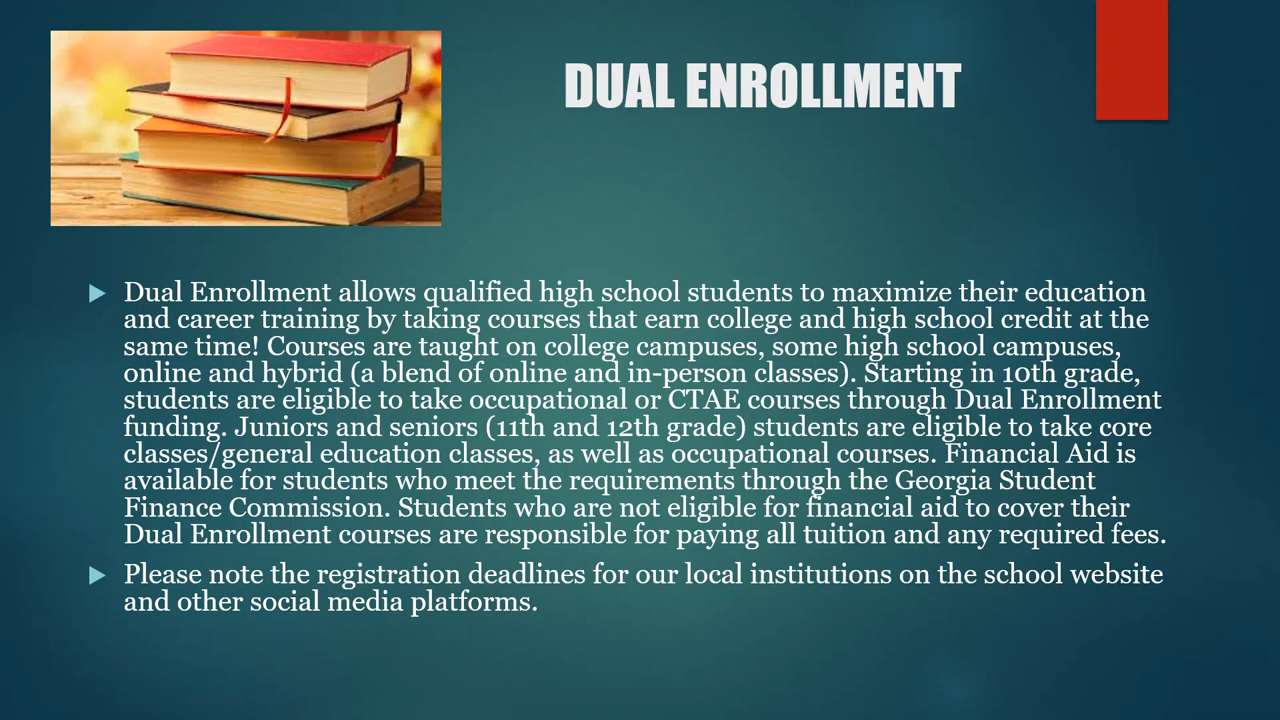 DUAL ENROLLMENT
Dual Enrollment allows qualified high school students to maximize their education
and career training by taking courses that earn college and high school credit at the
same time! Courses are taught on college campuses, some high school campuses,
online and hybrid (a blend of online and in-person classes). Starting in 10th grade,
students are eligible to take occupational or CTAE courses through Dual Enrollment
funding. Juniors and seniors (11th and 12th grade) students are eligible to take core
classes/general education classes, as well as occupational courses. Financial Aid is
available for students who meet the requirements through the Georgia Student
Finance Commission. Students who are not eligible for financial aid to cover their
Dual Enrollment courses are responsible for paying all tuition and any required fees.
Please note the registration deadlines for our local institutions on the school website
and other social media platforms.